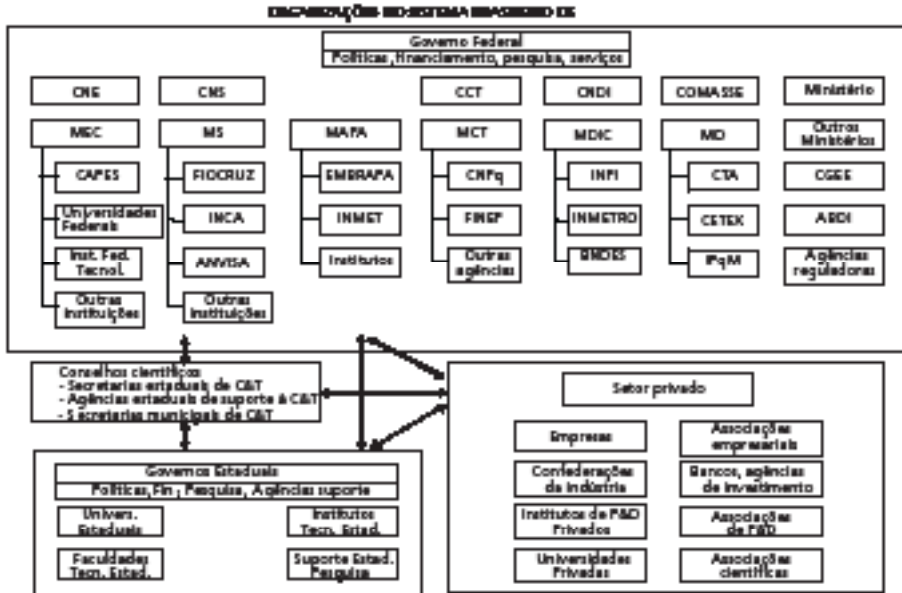 ORGANIZAÇÕES NO SISTEMA BRASILEIRO DE
Governo Federal
Políticas, financiamento, pesquisa, serviços
CNE
CNS
CCT
CNDI
COMASSE
Ministério
MEC
MS
MAPA
MCT
MDIC
MD
Outros
Ministérios
CAPES
FIOCRUZ
EMBRAPA
CNPq
INPI
CTA
CGEE
Universidades
Federais
INCA
INMET
FINEP
INMETRO
CETEX
ABDI
Inst. Fed.
Tecnol.
ANVISA
Institutos
Outras
agências
BNDES
IPqM
Agências
reguladoras
Outras
instituições
Outras
instituições
Conselhos científicos
- Secretarias estaduais de C&T
- Agências estaduais de suporte à C&T
- Secretarias municipais de C&T
Setor privado
Empresas
Associações
empresariais
Confederações
da indústria
Bancos, agências
de investimento
Institutos de P&D
Privados
Associações
de P&D
Universidades
Privadas
Associações
científicas
Governos Estaduais
Políticas, Fin ; Pesquisa, Agências suporte
Univers.
Estaduais
Institutos
Tecn. Estad.
Faculdades
Tecn. Estad.
Suporte Estad.
Pesquisa